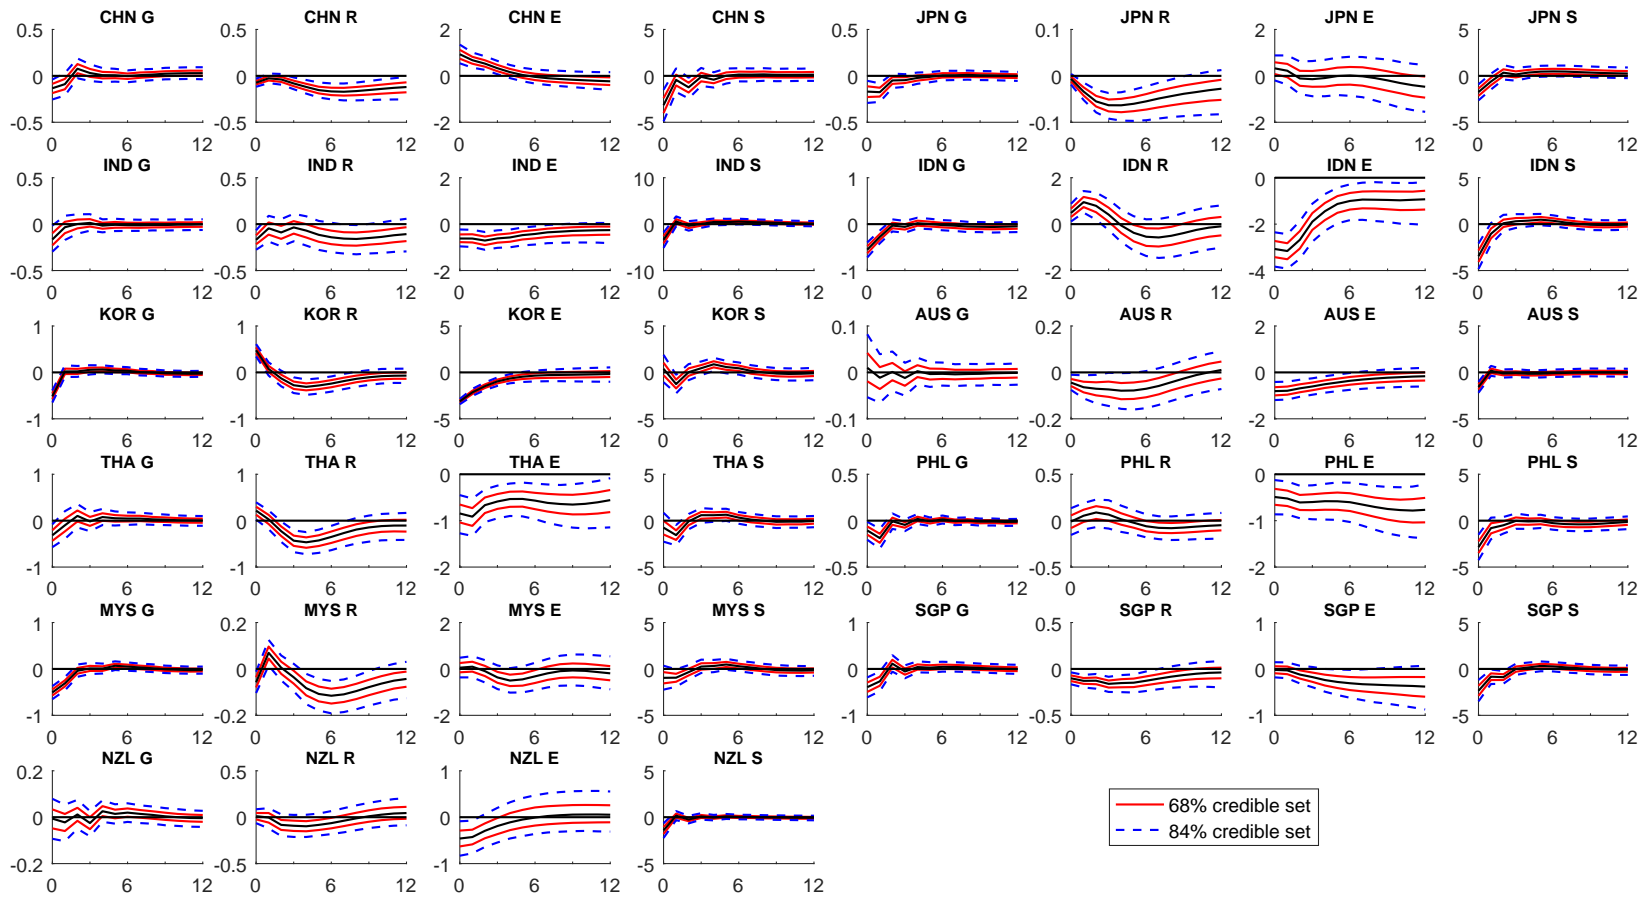 CHN G CHN R CHN E CHN S JPN G JPN R JPN E JPN S
0.5 0.5 2 5 0.5 0.1 2 5
0 0 0 0 0 0 0 0
-0.5 -0.5 -2 -5 -0.5 -0.1 -2 -5
0 6 12 0 6 12 0 6 12 0 6 12 0 6 12 0 6 12 0 6 12 0 6 12
IND G IND R IND E IND S IDN G IDN R IDN E IDN S
0.5 0.5 2 10 1 2 0 5
0 0 0 0 0 0 -2 0
-0.5 -0.5 -2 -10 -1 -2 -4 -5
0 6 12 0 6 12 0 6 12 0 6 12 0 6 12 0 6 12 0 6 12 0 6 12
KOR G KOR R KOR E KOR S AUS G AUS R AUS E AUS S
1 1 5 5 0.1 0.2 2 5
0 0 0 0 0 0 0 0
-1 -1 -5 -5 -0.1 -0.2 -2 -5
0 6 12 0 6 12 0 6 12 0 6 12 0 6 12 0 6 12 0 6 12 0 6 12
THA G THA R THA E THA S PHL G PHL R PHL E PHL S
1 1 0 5 0.5 0.5 0 5
0 0 -1 0 0 0 -1 0
-1 -1 -2 -5 -0.5 -0.5 -2 -5
0 6 12 0 6 12 0 6 12 0 6 12 0 6 12 0 6 12 0 6 12 0 6 12
MYS G MYS R MYS E MYS S SGP G SGP R SGP E SGP S
1 0.2 2 5 1 0.5 1 5
0 0 0 0 0 0 0 0
-1 -0.2 -2 -5 -1 -0.5 -1 -5
0 6 12 0 6 12 0 6 12 0 6 12 0 6 12 0 6 12 0 6 12 0 6 12
NZL G NZL R NZL E NZL S
0.2 0.5 1 5
0 0 0 0
-0.2 -0.5 -1 -5
0 6 12 0 6 12 0 6 12 0 6 12
68% credible set
84% credible set